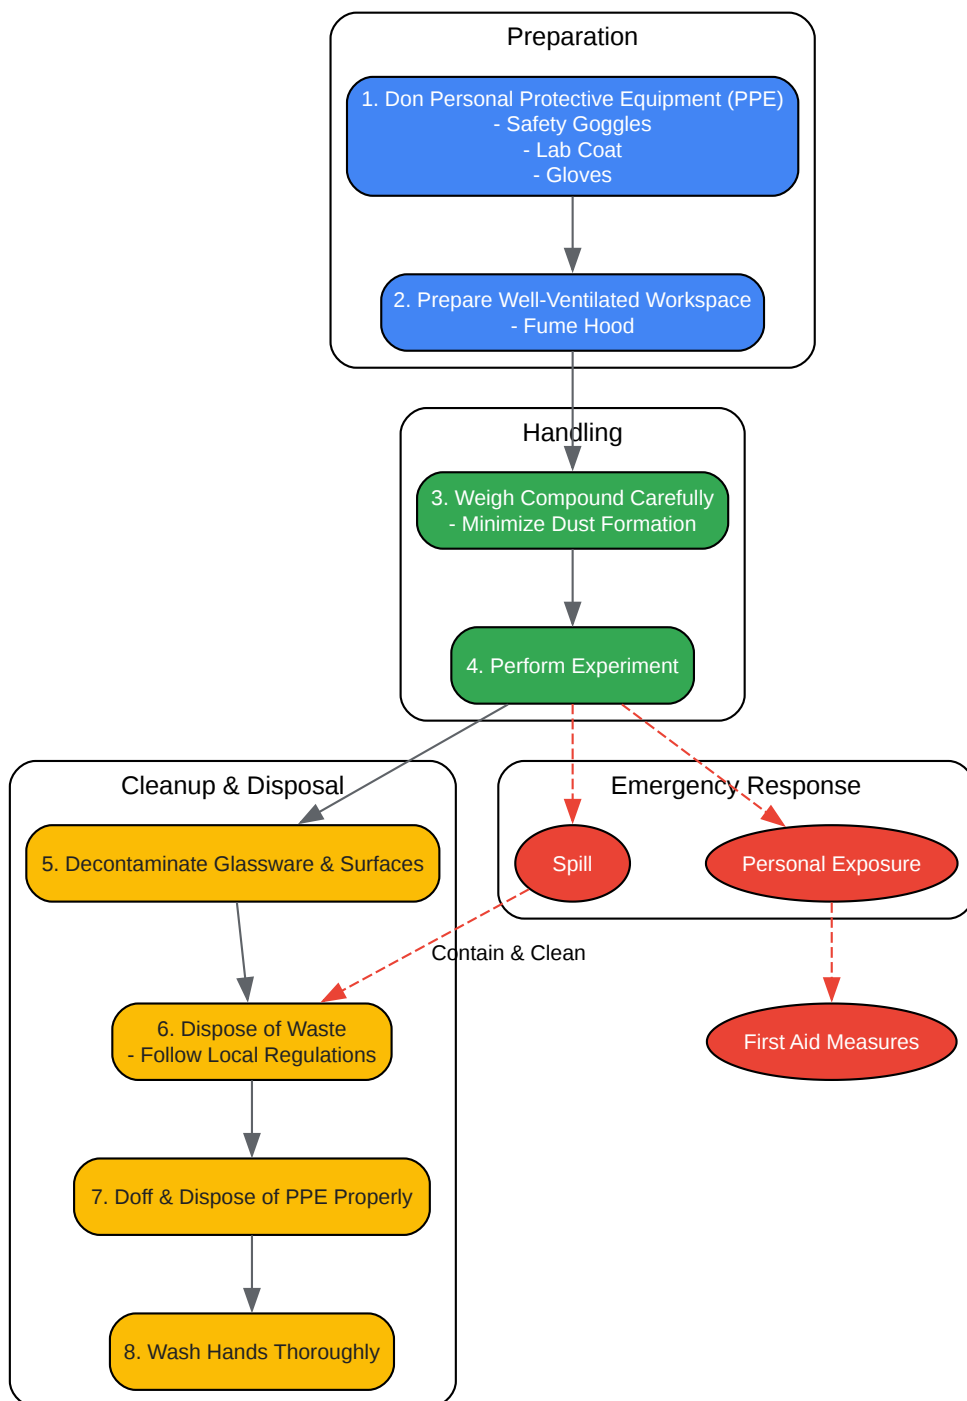 Preparation
1. Don Personal Protective Equipment (PPE)
- Safety Goggles
- Lab Coat
- Gloves
2. Prepare Well-Ventilated Workspace
- Fume Hood
Handling
3. Weigh Compound Carefully
- Minimize Dust Formation
4. Perform Experiment
Cleanup & Disposal
Emergency Response
5. Decontaminate Glassware & Surfaces
Spill
Personal Exposure
Contain & Clean
6. Dispose of Waste
- Follow Local Regulations
First Aid Measures
7. Doff & Dispose of PPE Properly
8. Wash Hands Thoroughly